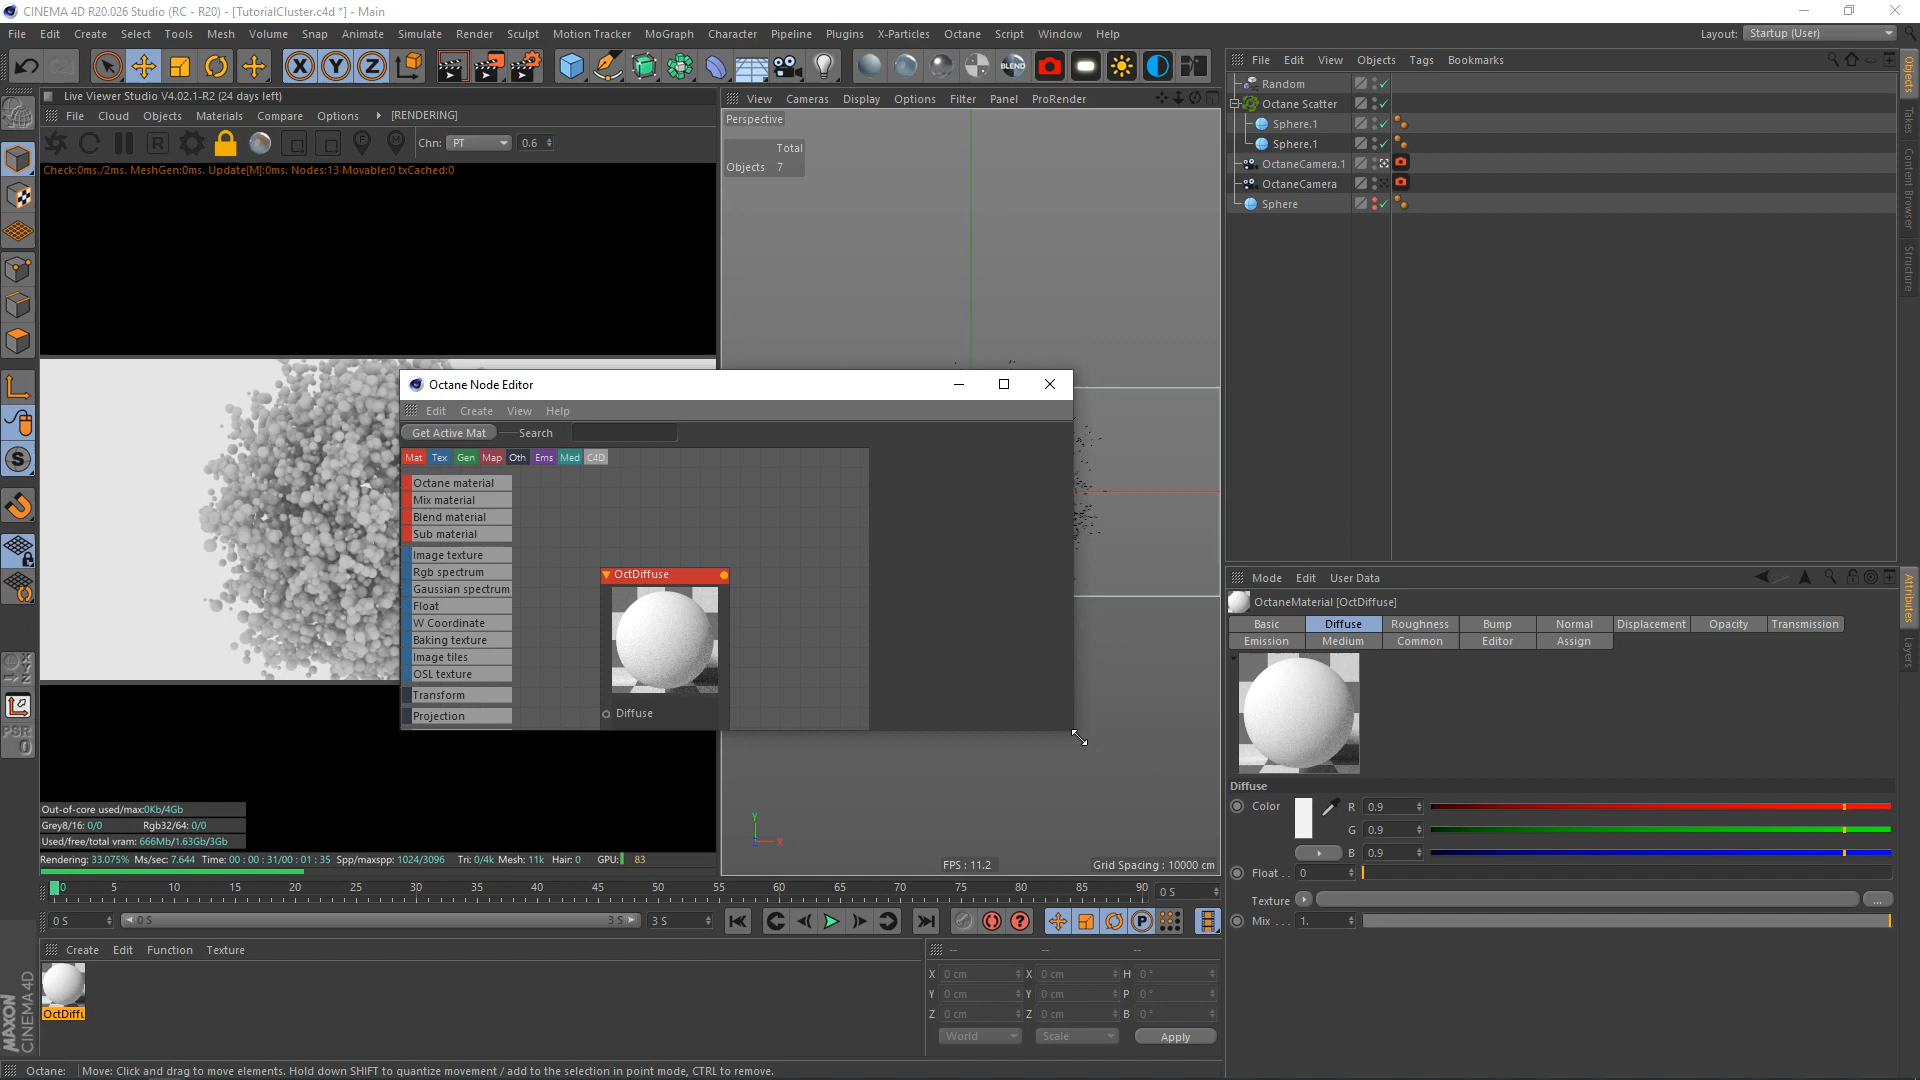 CINEMA 4D R20.026 Studio (RC - R20) - [TutorialCluster.c4d *] - Main
File Edit Create Select Tools Mesh Volume Snap Animate Simulate Render Sculpt Motion Tracker MoGraph Character Pipeline Plugins X-Particles Octane Script Window Help
Layout: Startup (User)
X Y Z
BLEND
Live Viewer Studio V4.02.1-R2 (24 days left)
File Cloud Objects Materials Compare Options [RENDERING]
R Chn: PT 0.6
Check:0ms./2ms. MeshGen:0ms. Update[M]:0ms. Nodes:13 Movable:0 txCached:0
View Cameras Display Options Filter Panel ProRender
Perspective
Total
Objects 7
File Edit View Objects Tags Bookmarks
Random
Octane Scatter
Sphere.1
Sphere.1
OctaneCamera.1
OctaneCamera
Sphere
Objects
Takes
Content Browser
Structure
Octane Node Editor
Edit Create View Help
Get Active Mat Search
Mat Tex Gen Map Oth Ems Med C4D
Octane material
Mix material
Blend material
Sub material
Image texture
Rgb spectrum
Gaussian spectrum
Float
W Coordinate
Baking texture
Image tiles
OSL texture
Transform
Projection
OctDiffuse
Diffuse
S
PSR
0
Out-of-core used/max:0Kb/4Gb
Grey8/16: 0/0 Rgb32/64: 0/0
Used/free/total vram: 666Mb/1.63Gb/3Gb
Rendering: 33.075% Ms/sec: 7.644 Time: 00 : 00 : 31/00 : 01 : 35 Spp/maxspp: 1024/3096 Tri: 0/4k Mesh: 11k Hair: 0 GPU: 83
Y
X
FPS : 11.2
Grid Spacing : 10000 cm
0 5 10 15 20 25 30 35 40 45 50 55 60 65 70 75 80 85 90 0 S
0 S 0 S 3 S 3 S
P
Create Edit Function Texture
OctDiffu
-- -- --
X 0 cm X 0 cm H 0 °
Y 0 cm Y 0 cm P 0 °
Z 0 cm Z 0 cm B 0 °
World Scale Apply
MAXON
CINEMA 4D
Octane: Move: Click and drag to move elements. Hold down SHIFT to quantize movement / add to the selection in point mode, CTRL to remove.
Mode Edit User Data
OctaneMaterial [OctDiffuse]
Basic Diffuse Roughness Bump Normal Displacement Opacity Transmission
Emission Medium Common Editor Assign
Diffuse
Color R 0.9
G 0.9
B 0.9
Float . . 0
Texture ...
Mix . . . 1.
Attributes
Layers